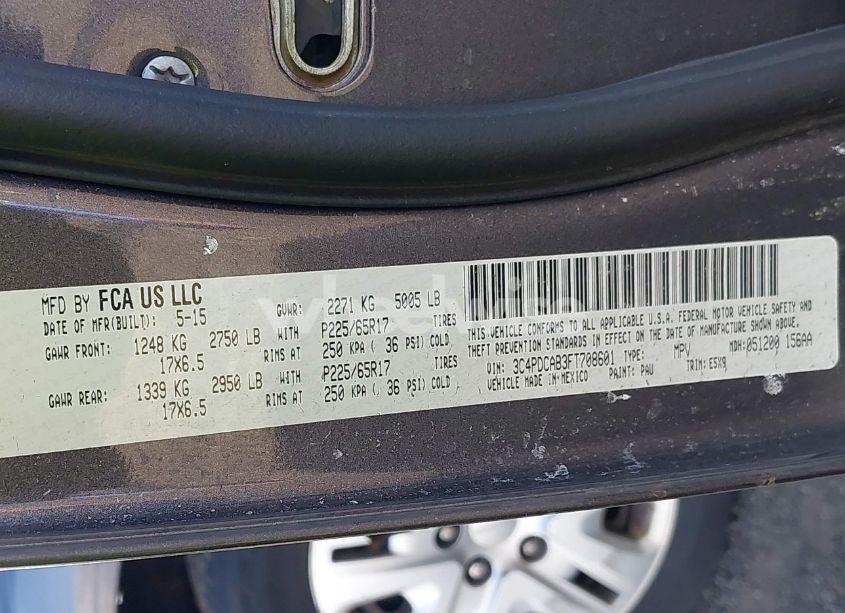 MFD BY FCA US LLC
DATE OF MFR(BUILT): 5-15 GVWR: 2271 KG 5005 LB
GAWR FRONT: 1248 KG 2750 LB WITH P225/65R17 TIRES
17X6.5 RIMS AT 250 KPA ( 36 PSI) COLD
GAWR REAR: 1339 KG 2950 LB WITH P225/65R17 TIRES
17X6.5 RIMS AT 250 KPA ( 36 PSI) COLD
THIS VEHICLE CONFORMS TO ALL APPLICABLE U.S.A. FEDERAL MOTOR VEHICLE SAFETY AND
THEFT PREVENTION STANDARDS IN EFFECT ON THE DATE OF MANUFACTURE SHOWN ABOVE.
VIN: 3C4PDCAB3FT708601 TYPE: MPV MDH: 051200 156AA
MADE IN MEXICO PAINT: PAU TRIM: E5X9